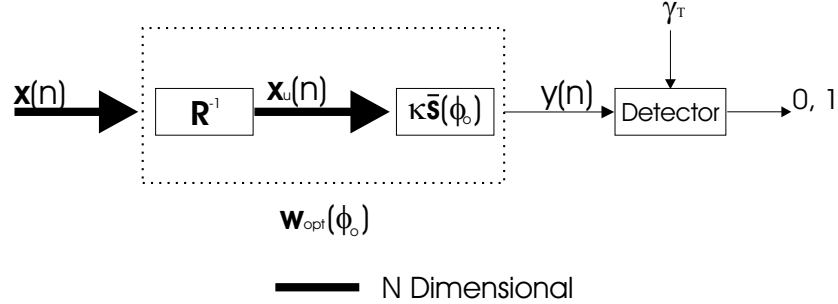 γT
x(n)
R-1
xu(n)
κs̄(ϕo)
y(n)
Detector
0, 1
wopt(ϕo)
N Dimensional